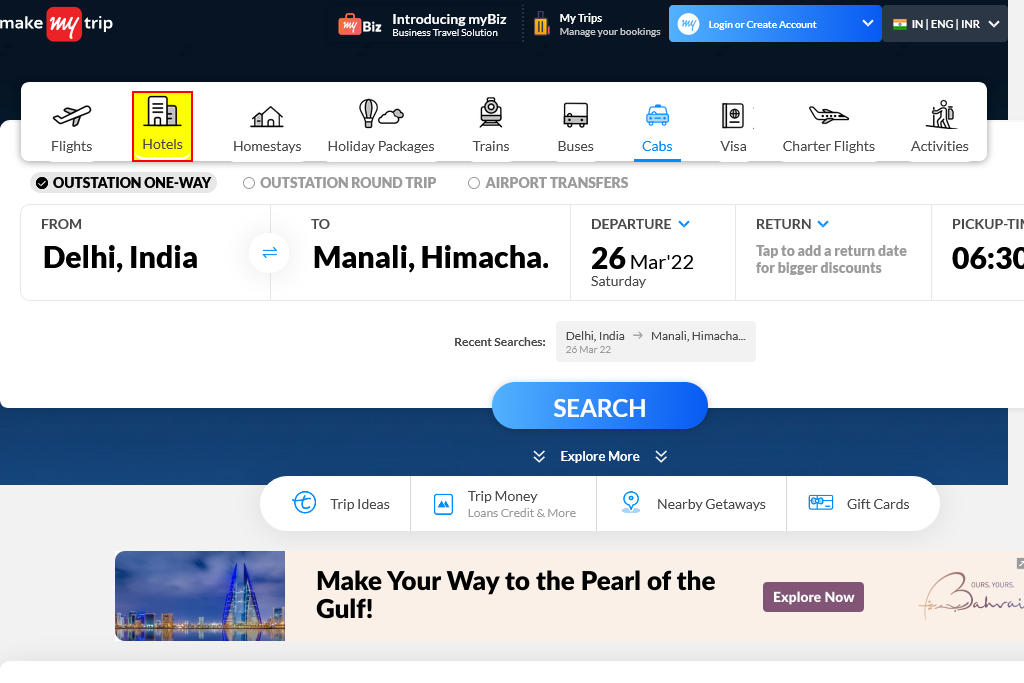 make my trip
my Biz
Introducing myBiz
Business Travel Solution
My Trips
Manage your bookings
my
Login or Create Account
IN | ENG | INR
Flights
Hotels
Homestays
Holiday Packages
Trains
Buses
Cabs
Visa
Charter Flights
Activities
OUTSTATION ONE-WAY
OUTSTATION ROUND TRIP
AIRPORT TRANSFERS
FROM
Delhi, India
TO
Manali, Himacha.
DEPARTURE
26 Mar'22
Saturday
RETURN
Tap to add a return date
for bigger discounts
PICKUP-TIM
06:30
Recent Searches:
Delhi, India → Manali, Himacha...
26 Mar 22
SEARCH
Explore More
Trip Ideas
Trip Money
Loans Credit & More
Nearby Getaways
Gift Cards
Make Your Way to the Pearl of the
Gulf!
Explore Now
OURS. YOURS.
Bahrai